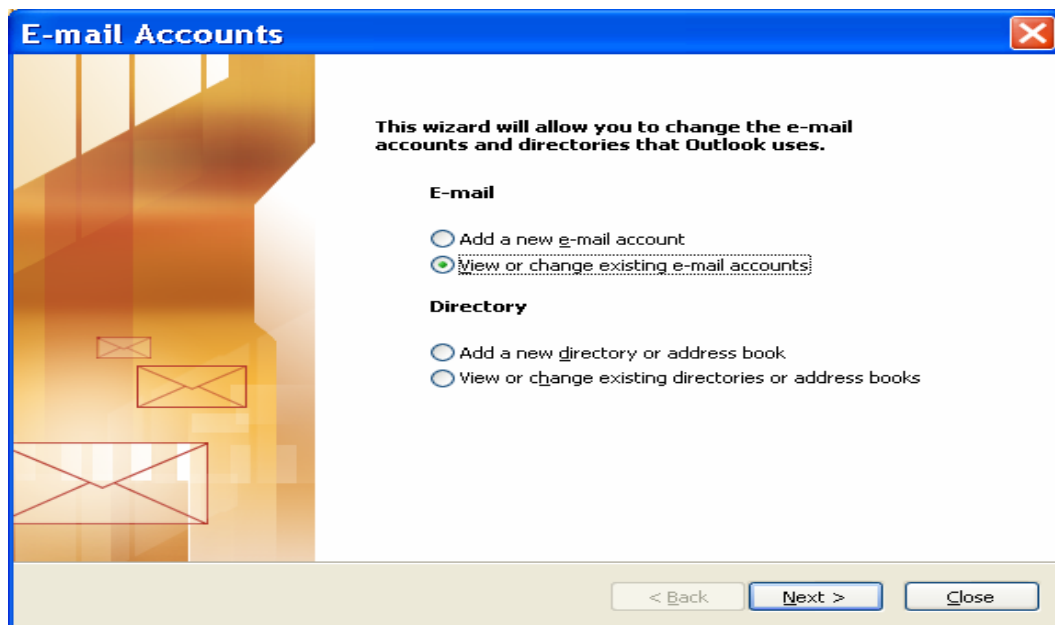 E-mail Accounts
This wizard will allow you to change the e-mail
accounts and directories that Outlook uses.
E-mail
Add a new e-mail account
View or change existing e-mail accounts
Directory
Add a new directory or address book
View or change existing directories or address books
< Back Next > Close